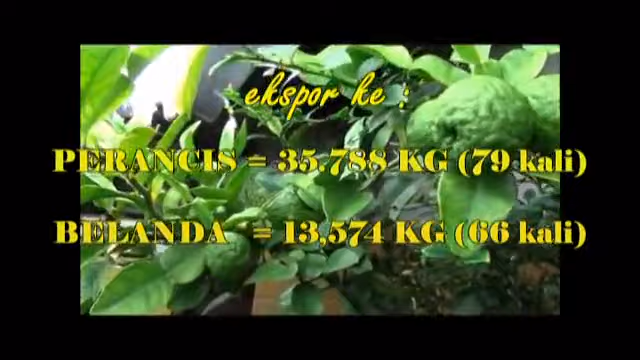 ekspor ke :
PERANCIS = 35.788 KG (79 kali)
BELANDA = 13,574 KG (66 kali)